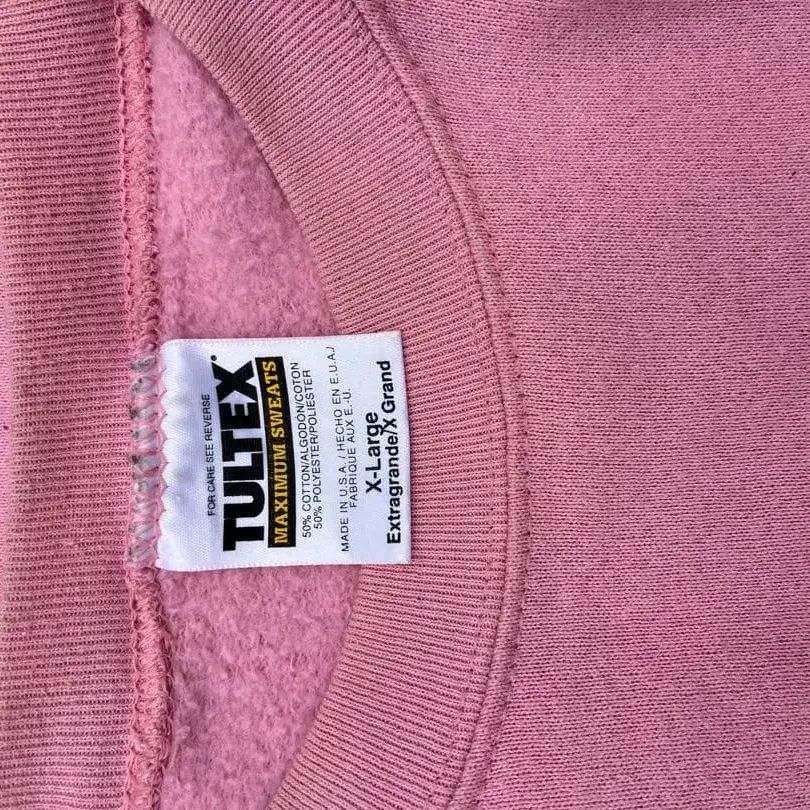 FOR CARE SEE REVERSE
TULTEX®
MAXIMUM SWEATS
50% COTTON/ALGODÓN/COTON
50% POLYESTER/POLIESTER
MADE IN U.S.A. / HECHO EN E.U.A./
FABRIQUE AUX E.-U.
X-Large
Extragrande/X Grand